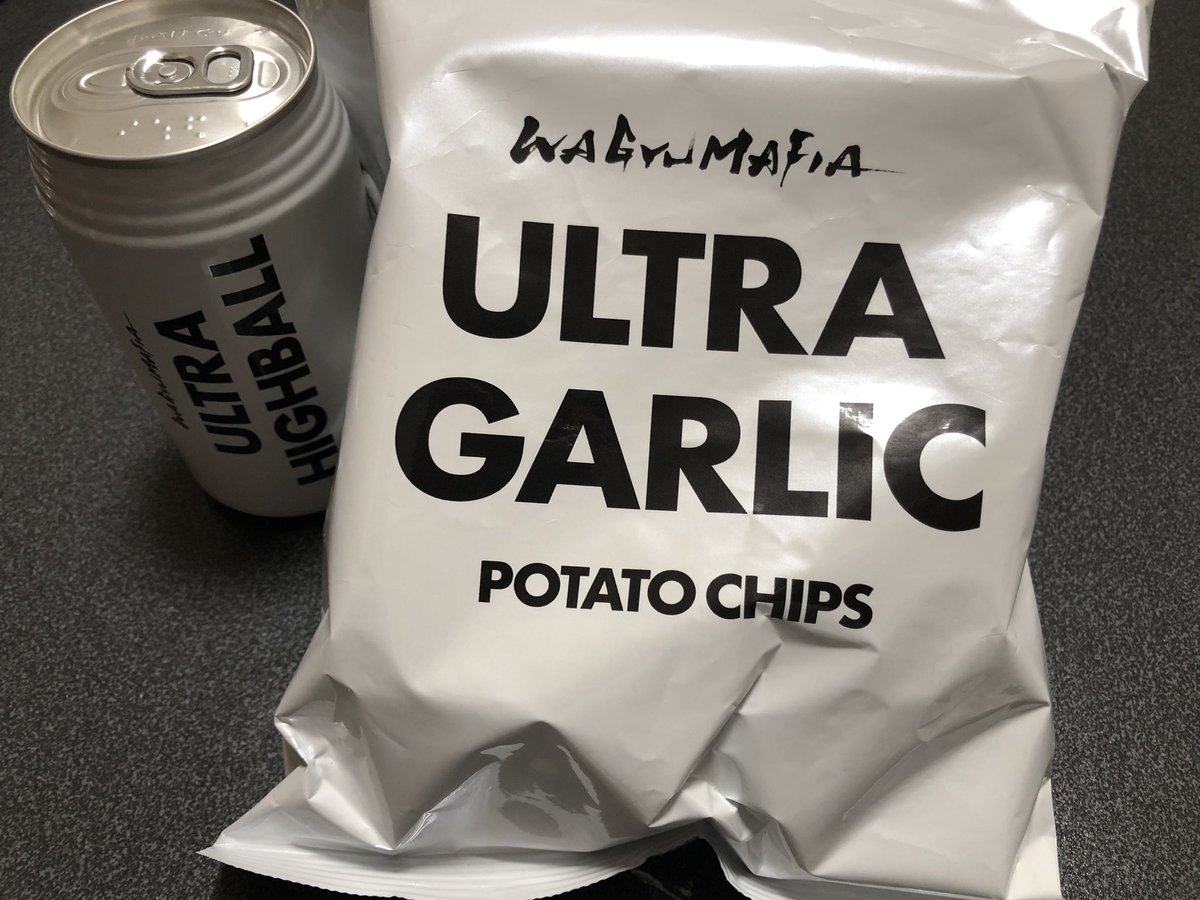 WAGYUMAFIA
ULTRA
GARLIC
POTATO CHIPS
WAGYUMAFIA
ULTRA
HIGHBALL